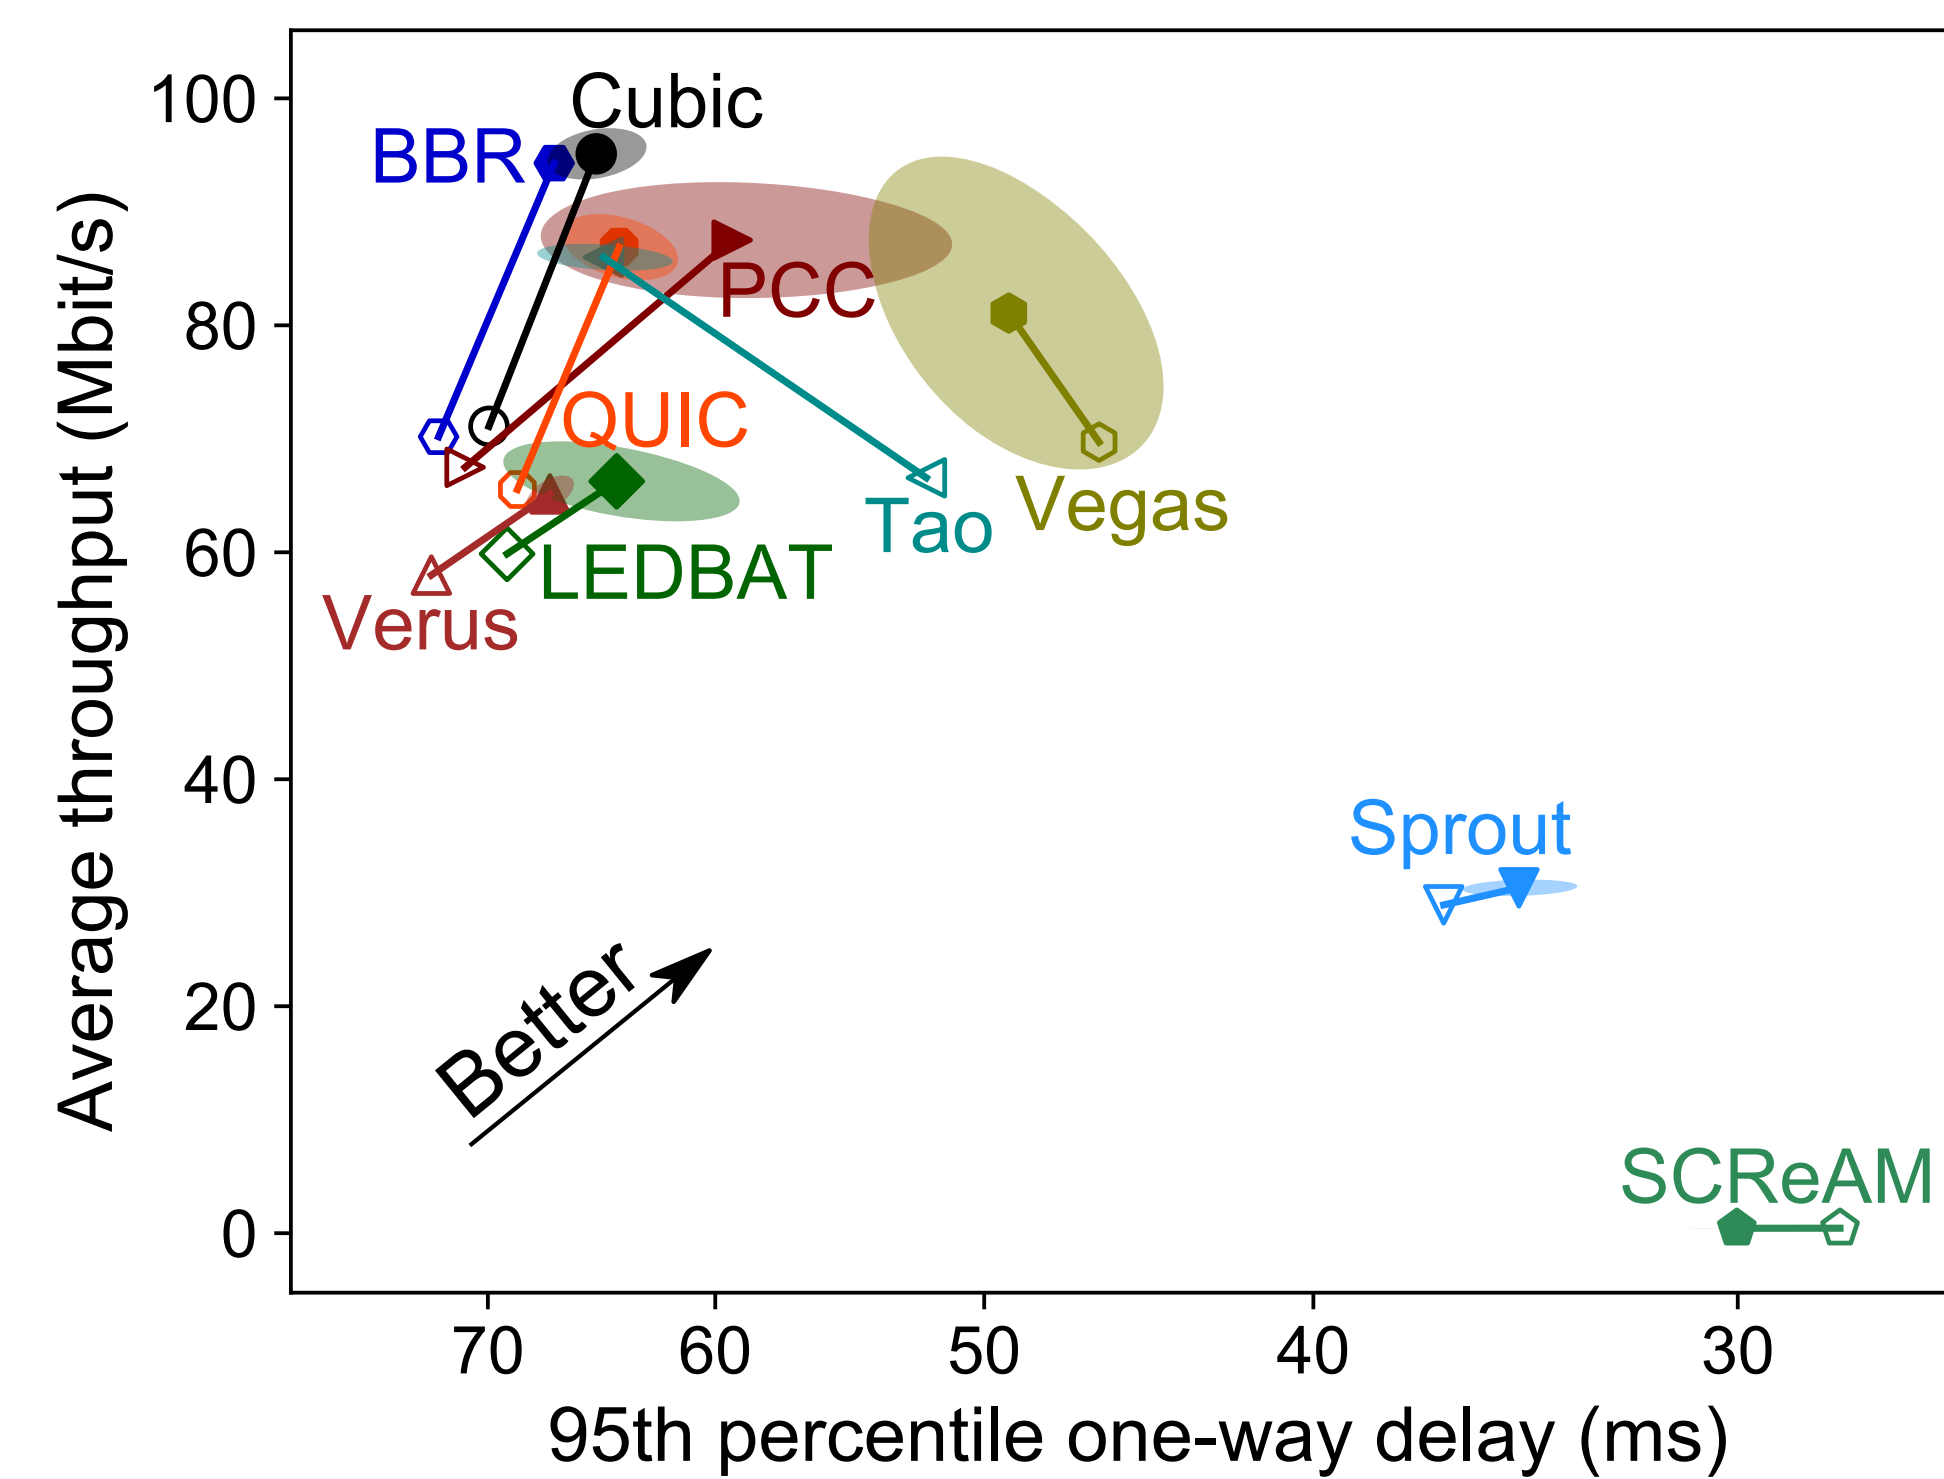 Average throughput (Mbit/s)
100
80
60
40
20
0
Cubic
BBR
PCC
QUIC
Tao
Vegas
LEDBAT
Verus
Sprout
Better
SCReAM
70
60
50
40
30
95th percentile one-way delay (ms)